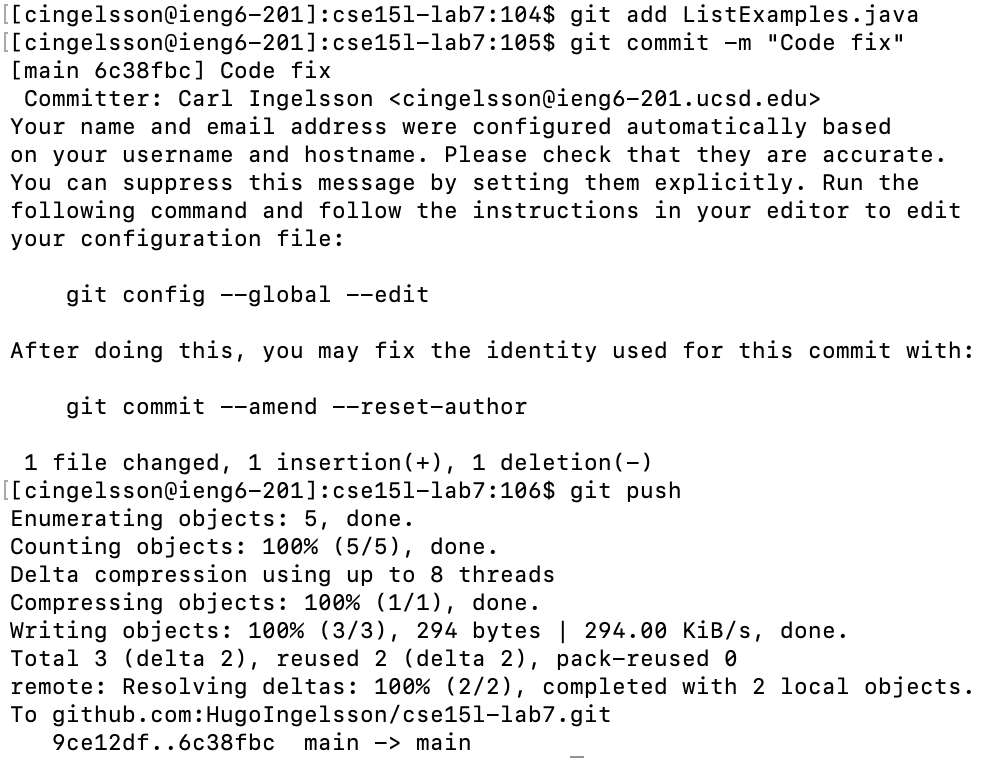 [[cingelsson@ieng6-201]:cse15l-lab7:104$ git add ListExamples.java
[[cingelsson@ieng6-201]:cse15l-lab7:105$ git commit -m "Code fix"
[main 6c38fbc] Code fix
 Committer: Carl Ingelsson <cingelsson@ieng6-201.ucsd.edu>
Your name and email address were configured automatically based
on your username and hostname. Please check that they are accurate.
You can suppress this message by setting them explicitly. Run the
following command and follow the instructions in your editor to edit
your configuration file:

    git config --global --edit

After doing this, you may fix the identity used for this commit with:

    git commit --amend --reset-author

 1 file changed, 1 insertion(+), 1 deletion(-)
[[cingelsson@ieng6-201]:cse15l-lab7:106$ git push
Enumerating objects: 5, done.
Counting objects: 100% (5/5), done.
Delta compression using up to 8 threads
Compressing objects: 100% (1/1), done.
Writing objects: 100% (3/3), 294 bytes | 294.00 KiB/s, done.
Total 3 (delta 2), reused 2 (delta 2), pack-reused 0
remote: Resolving deltas: 100% (2/2), completed with 2 local objects.
To github.com:HugoIngelsson/cse15l-lab7.git
   9ce12df..6c38fbc  main -> main